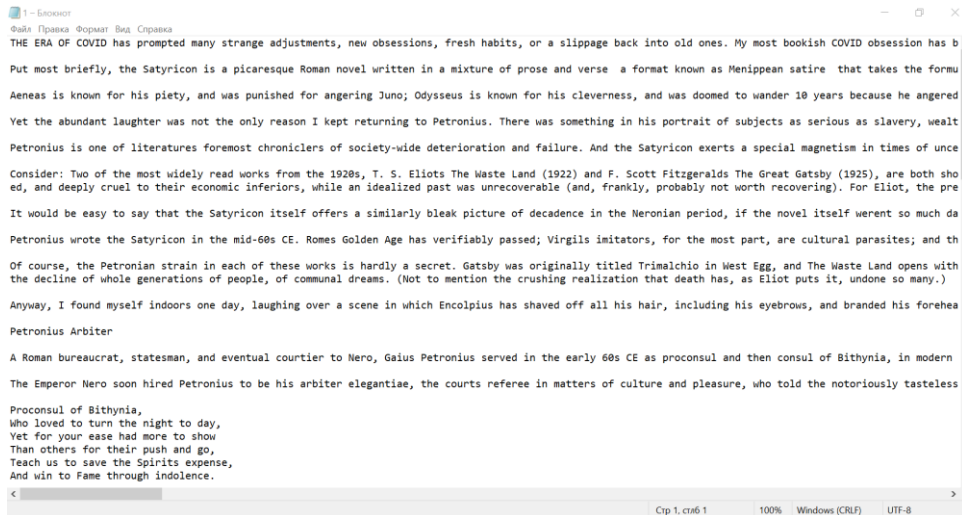 1 – Блокнот
Файл Правка Формат Вид Справка
THE ERA OF COVID has prompted many strange adjustments, new obsessions, fresh habits, or a slippage back into old ones. My most bookish COVID obsession has b
Put most briefly, the Satyricon is a picaresque Roman novel written in a mixture of prose and verse  a format known as Menippean satire  that takes the formu
Aeneas is known for his piety, and was punished for angering Juno; Odysseus is known for his cleverness, and was doomed to wander 10 years because he angered
Yet the abundant laughter was not the only reason I kept returning to Petronius. There was something in his portrait of subjects as serious as slavery, wealt
Petronius is one of literatures foremost chroniclers of society-wide deterioration and failure. And the Satyricon exerts a special magnetism in times of unce
Consider: Two of the most widely read works from the 1920s, T. S. Eliots The Waste Land (1922) and F. Scott Fitzgeralds The Great Gatsby (1925), are both sho
ed, and deeply cruel to their economic inferiors, while an idealized past was unrecoverable (and, frankly, probably not worth recovering). For Eliot, the pre
It would be easy to say that the Satyricon itself offers a similarly bleak picture of decadence in the Neronian period, if the novel itself werent so much da
Petronius wrote the Satyricon in the mid-60s CE. Romes Golden Age has verifiably passed; Virgils imitators, for the most part, are cultural parasites; and th
Of course, the Petronian strain in each of these works is hardly a secret. Gatsby was originally titled Trimalchio in West Egg, and The Waste Land opens with
the decline of whole generations of people, of communal dreams. (Not to mention the crushing realization that death has, as Eliot puts it, undone so many.)
Anyway, I found myself indoors one day, laughing over a scene in which Encolpius has shaved off all his hair, including his eyebrows, and branded his forehea
Petronius Arbiter
A Roman bureaucrat, statesman, and eventual courtier to Nero, Gaius Petronius served in the early 60s CE as proconsul and then consul of Bithynia, in modern
The Emperor Nero soon hired Petronius to be his arbiter elegantiae, the courts referee in matters of culture and pleasure, who told the notoriously tasteless
Proconsul of Bithynia,
Who loved to turn the night to day,
Yet for your ease had more to show
Than others for their push and go,
Teach us to save the Spirits expense,
And win to Fame through indolence.
Стр 1, стлб 1 100% Windows (CRLF) UTF-8